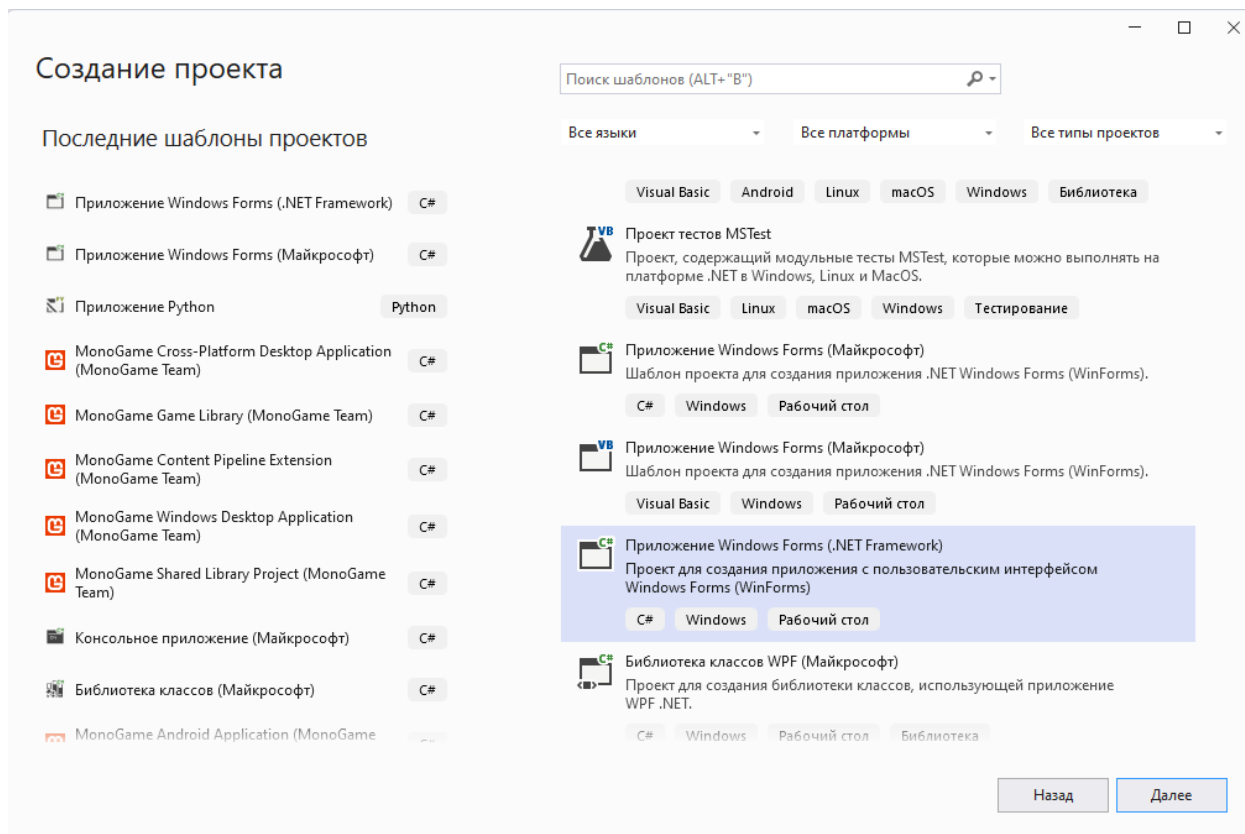 Создание проекта
Поиск шаблонов (ALT+"B")
Последние шаблоны проектов
Все языки
Все платформы
Все типы проектов
Приложение Windows Forms (.NET Framework)
C#
Приложение Windows Forms (Майкрософт)
C#
Приложение Python
Python
MonoGame Cross-Platform Desktop Application
(MonoGame Team)
C#
MonoGame Game Library (MonoGame Team)
C#
MonoGame Content Pipeline Extension
(MonoGame Team)
C#
MonoGame Windows Desktop Application
(MonoGame Team)
C#
MonoGame Shared Library Project (MonoGame
Team)
C#
Консольное приложение (Майкрософт)
C#
Библиотека классов (Майкрософт)
C#
MonoGame Android Application (MonoGame
Visual Basic Android Linux macOS Windows Библиотека
VB
Проект тестов MSTest
Проект, содержащий модульные тесты MSTest, которые можно выполнять на
платформе .NET в Windows, Linux и MacOS.
Visual Basic Linux macOS Windows Тестирование
C#
Приложение Windows Forms (Майкрософт)
Шаблон проекта для создания приложения .NET Windows Forms (WinForms).
C# Windows Рабочий стол
VB
Приложение Windows Forms (Майкрософт)
Шаблон проекта для создания приложения .NET Windows Forms (WinForms).
Visual Basic Windows Рабочий стол
C#
Приложение Windows Forms (.NET Framework)
Проект для создания приложения с пользовательским интерфейсом
Windows Forms (WinForms)
C# Windows Рабочий стол
C#
Библиотека классов WPF (Майкрософт)
Проект для создания библиотеки классов, использующей приложение
WPF .NET.
C# Windows Рабочий стол Библиотека
Назад
Далее